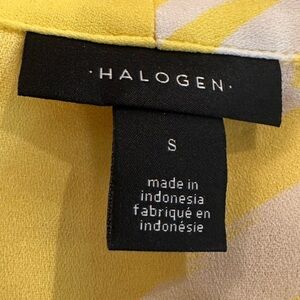 ·HALOGEN·
S
made in
indonesia
fabriqué en
indonésie